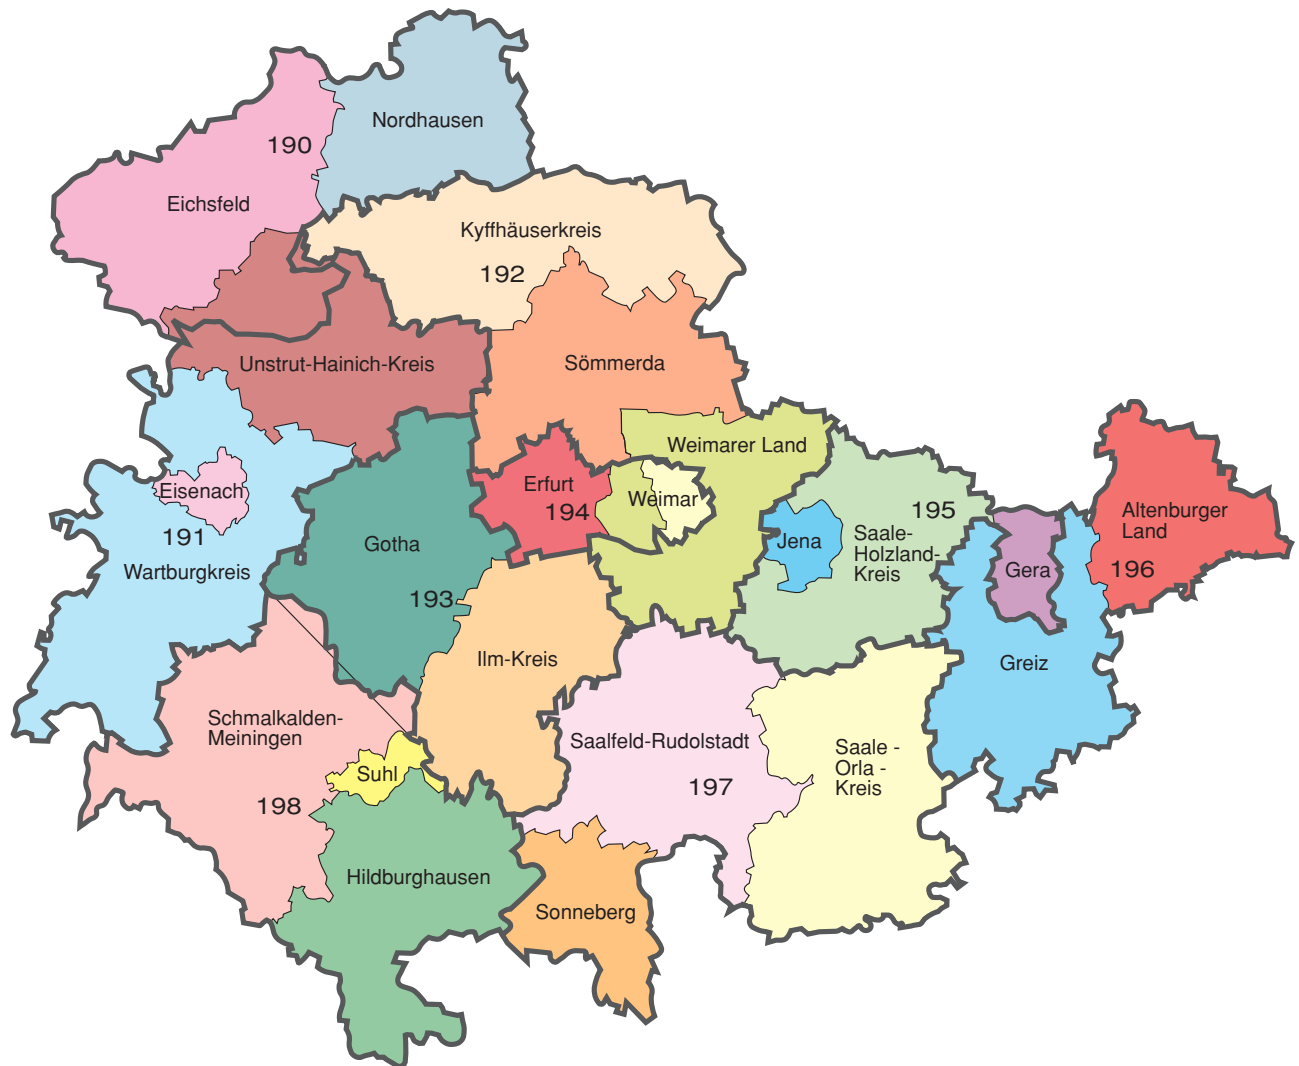 Nordhausen
190
Eichsfeld
Kyffhäuserkreis
192
Unstrut-Hainich-Kreis
Sömmerda
Weimarer Land
Eisenach
191
Wartburgkreis
Gotha
193
Erfurt
194
Weimar
Jena
195
Saale-
Holzland-
Kreis
Gera
Altenburger
Land
196
Greiz
Ilm-Kreis
Schmalkalden-
Meiningen
198
Suhl
Saalfeld-Rudolstadt
197
Saale -
Orla -
Kreis
Hildburghausen
Sonneberg